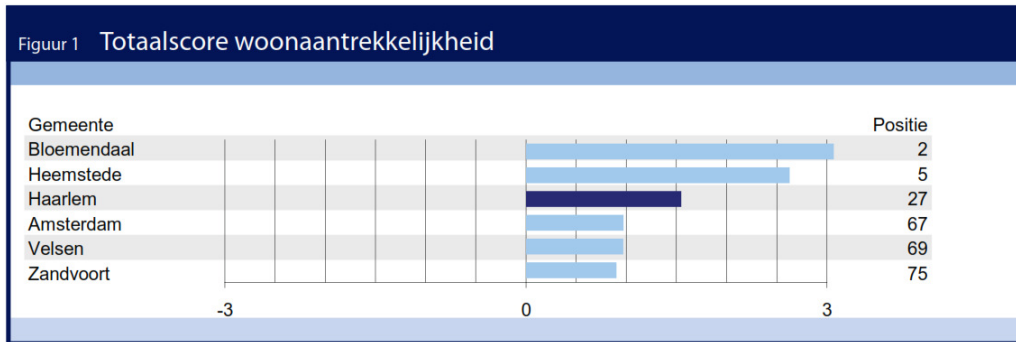 Figuur 1 Totaalscore woonaantrekkelijkheid
Gemeente Positie
Bloemendaal 2
Heemstede 5
Haarlem 27
Amsterdam 67
Velsen 69
Zandvoort 75
-3 0 3